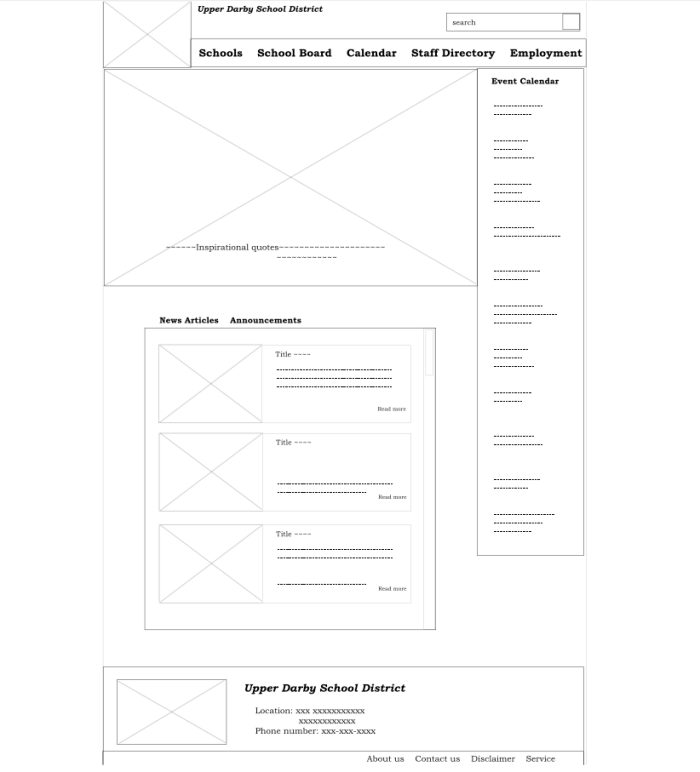 Upper Darby School District
search
Schools School Board Calendar Staff Directory Employment
Event Calendar
------Inspirational quotes----------------------
------------
News Articles Announcements
Title ----
Read more
Title ----
Read more
Title ----
Read more
Upper Darby School District
Location: xxx xxxxxxxxxxx
xxxxxxxxxxxx
Phone number: xxx-xxx-xxxx
About us Contact us Disclaimer Service